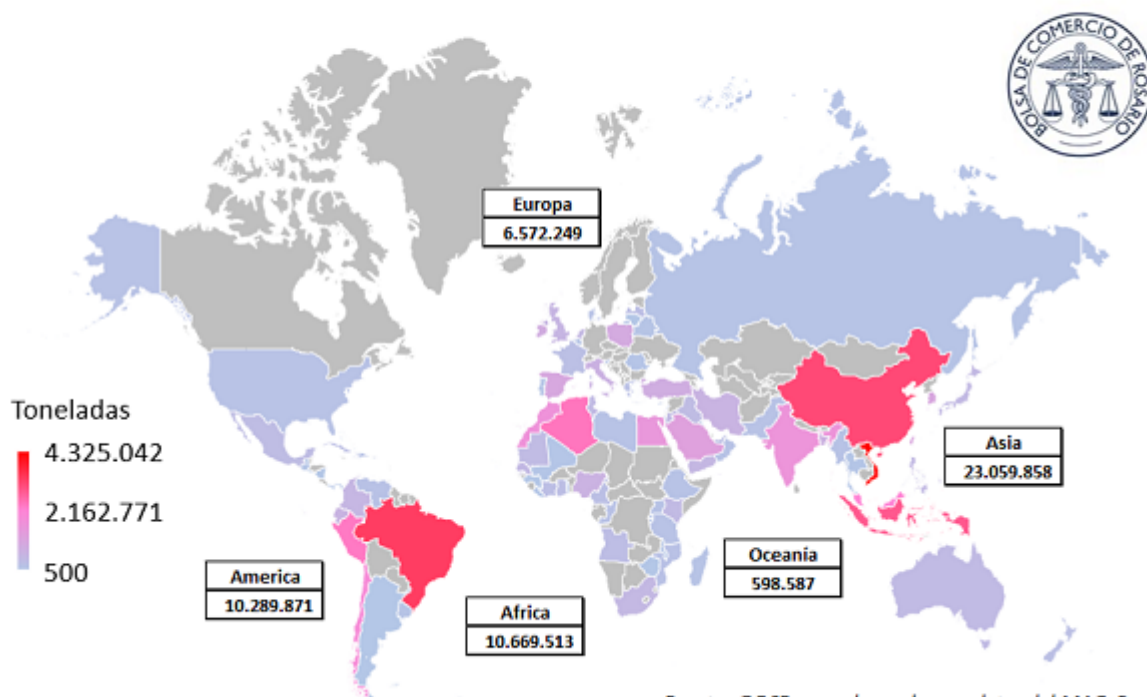 BOLSA DE COMERCIO DE ROSARIO
Europa
6.572.249
Toneladas
4.325.042
2.162.771
500
Asia
23.059.858
Oceanía
598.587
America
10.289.871
Africa
10.669.513